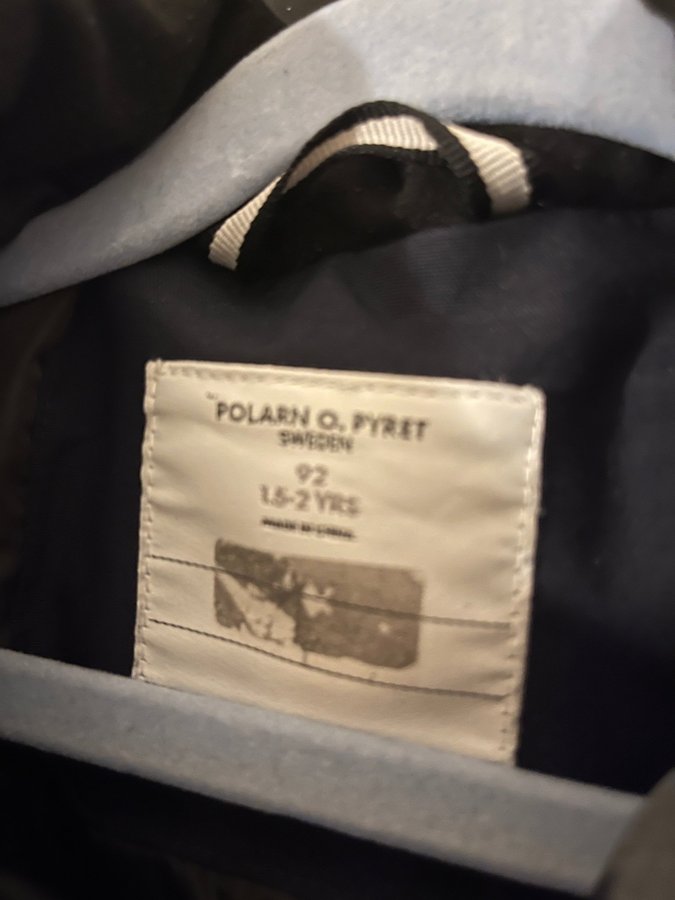 POLARN O. PYRET
SWEDEN
92
1.5-2 YRS
MADE IN CHINA